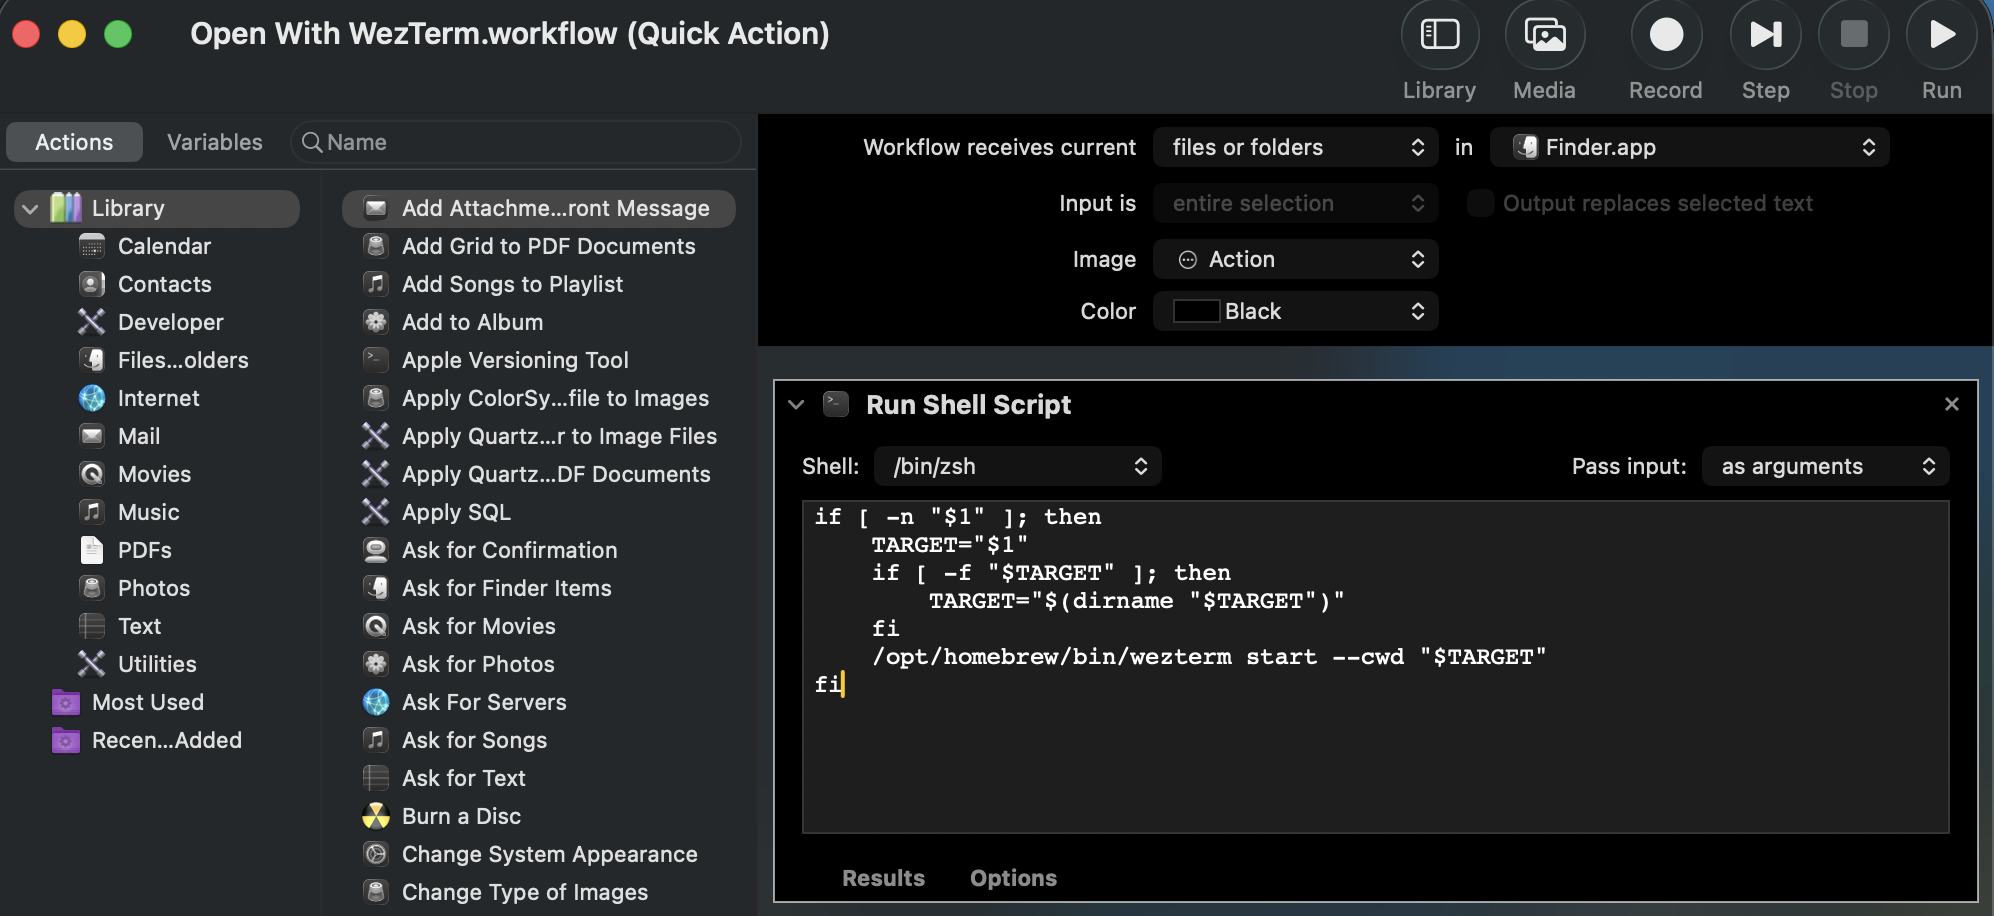 Open With WezTerm.workflow (Quick Action)
Library
Media
Record
Step
Stop
Run
Actions
Variables
Name
Library
Calendar
Contacts
Developer
Files...olders
Internet
Mail
Movies
Music
PDFs
Photos
Text
Utilities
Most Used
Recen...Added
Add Attachme...ront Message
Add Grid to PDF Documents
Add Songs to Playlist
Add to Album
Apple Versioning Tool
Apply ColorSy...file to Images
Apply Quartz...r to Image Files
Apply Quartz...DF Documents
Apply SQL
Ask for Confirmation
Ask for Finder Items
Ask for Movies
Ask for Photos
Ask For Servers
Ask for Songs
Ask for Text
Burn a Disc
Change System Appearance
Change Type of Images
Workflow receives current files or folders in Finder.app
Input is entire selection Output replaces selected text
Image Action
Color Black
Run Shell Script
Shell: /bin/zsh Pass input: as arguments
if [ -n "$1" ]; then
    TARGET="$1"
    if [ -f "$TARGET" ]; then
        TARGET="$(dirname "$TARGET")"
    fi
    /opt/homebrew/bin/wezterm start --cwd "$TARGET"
fi
Results Options